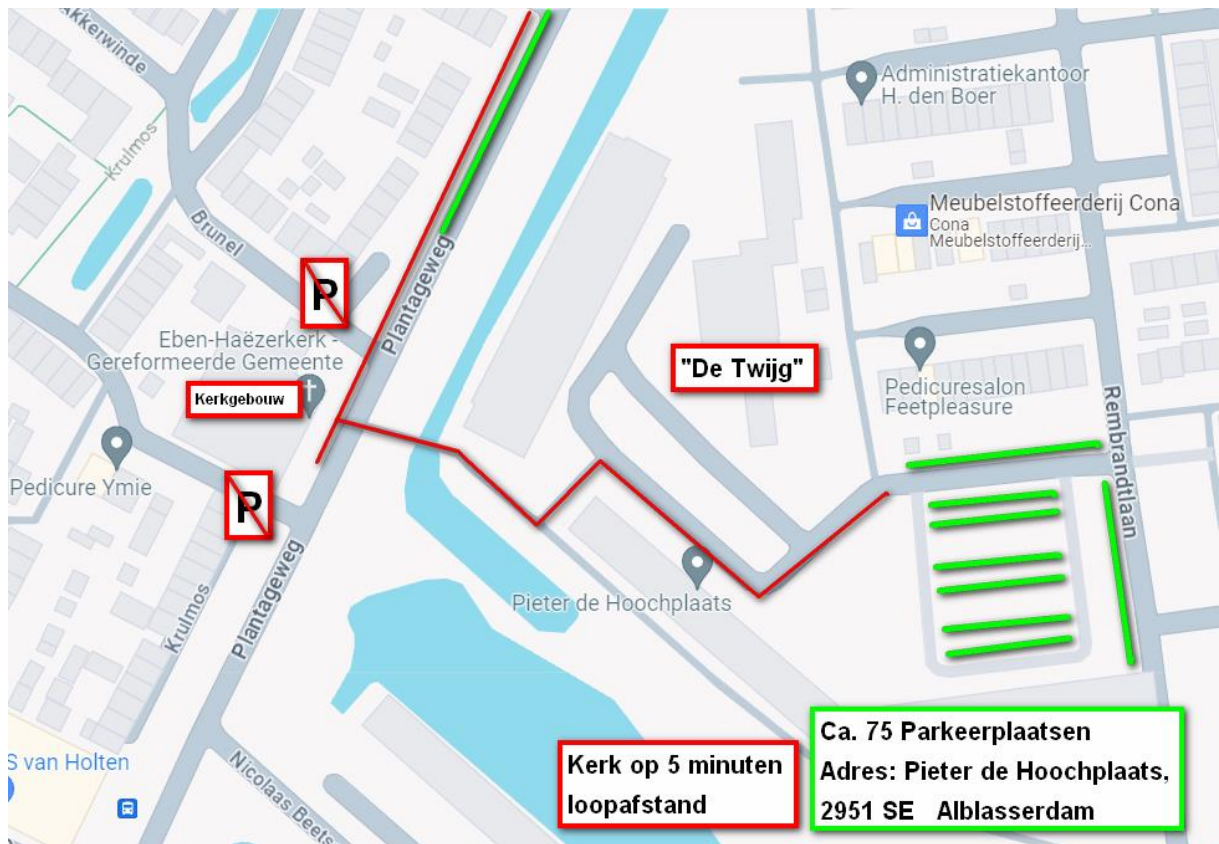 akkerwinde
Krulmos
Brunel
P
Plantageweg
Administratiekantoor
H. den Boer
Meubelstoffeerderij Cona
Cona
Meubelstoffeerderij...
Eben-Haëzerkerk -
Gereformeerde Gemeente
Kerkgebouw
"De Twijg"
Pedicuresalon
Feetpleasure
Rembrandtlaan
Pedicure Ymie
P
Pieter de Hoochplaats
Krulmos
Plantageweg
S van Holten
Nicolaas Beets
Kerk op 5 minuten
loopafstand
Ca. 75 Parkeerplaatsen
Adres: Pieter de Hoochplaats,
2951 SE Alblasserdam